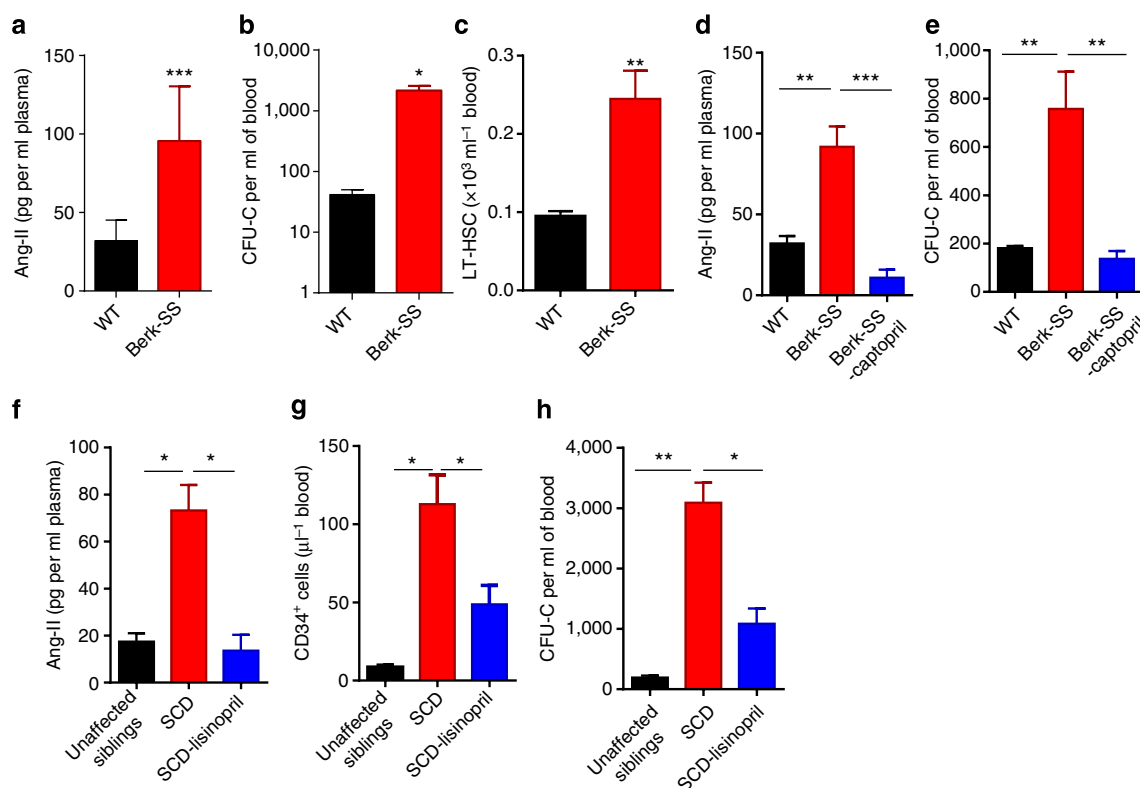 a
Ang-II (pg per ml plasma)
150
100
50
0
***
WT
Berk-SS
b
CFU-C per ml of blood
10,000
1,000
100
10
1
*
WT
Berk-SS
c
LT-HSC (×10³ ml⁻¹ blood)
0.3
0.2
0.1
0.0
**
WT
Berk-SS
d
Ang-II (pg per ml plasma)
150
100
50
0
** ***
WT
Berk-SS
Berk-SS
-captopril
e
CFU-C per ml of blood
1,000
800
600
400
200
0
** **
WT
Berk-SS
Berk-SS
-captopril
f
Ang-II (pg per ml plasma)
100
80
60
40
20
0
* *
Unaffected
siblings
SCD
SCD-lisinopril
g
CD34⁺ cells (µl⁻¹ blood)
150
100
50
0
* *
Unaffected
siblings
SCD
SCD-lisinopril
h
CFU-C per ml of blood
4,000
3,000
2,000
1,000
0
** *
Unaffected
siblings
SCD
SCD-lisinopril